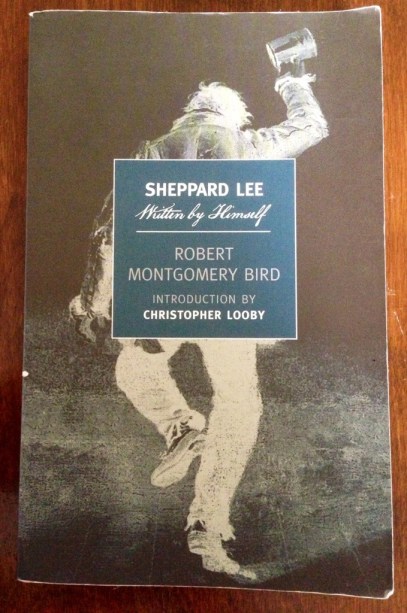 SHEPPARD LEE
Written by Himself
ROBERT
MONTGOMERY BIRD
INTRODUCTION BY
CHRISTOPHER LOOBY